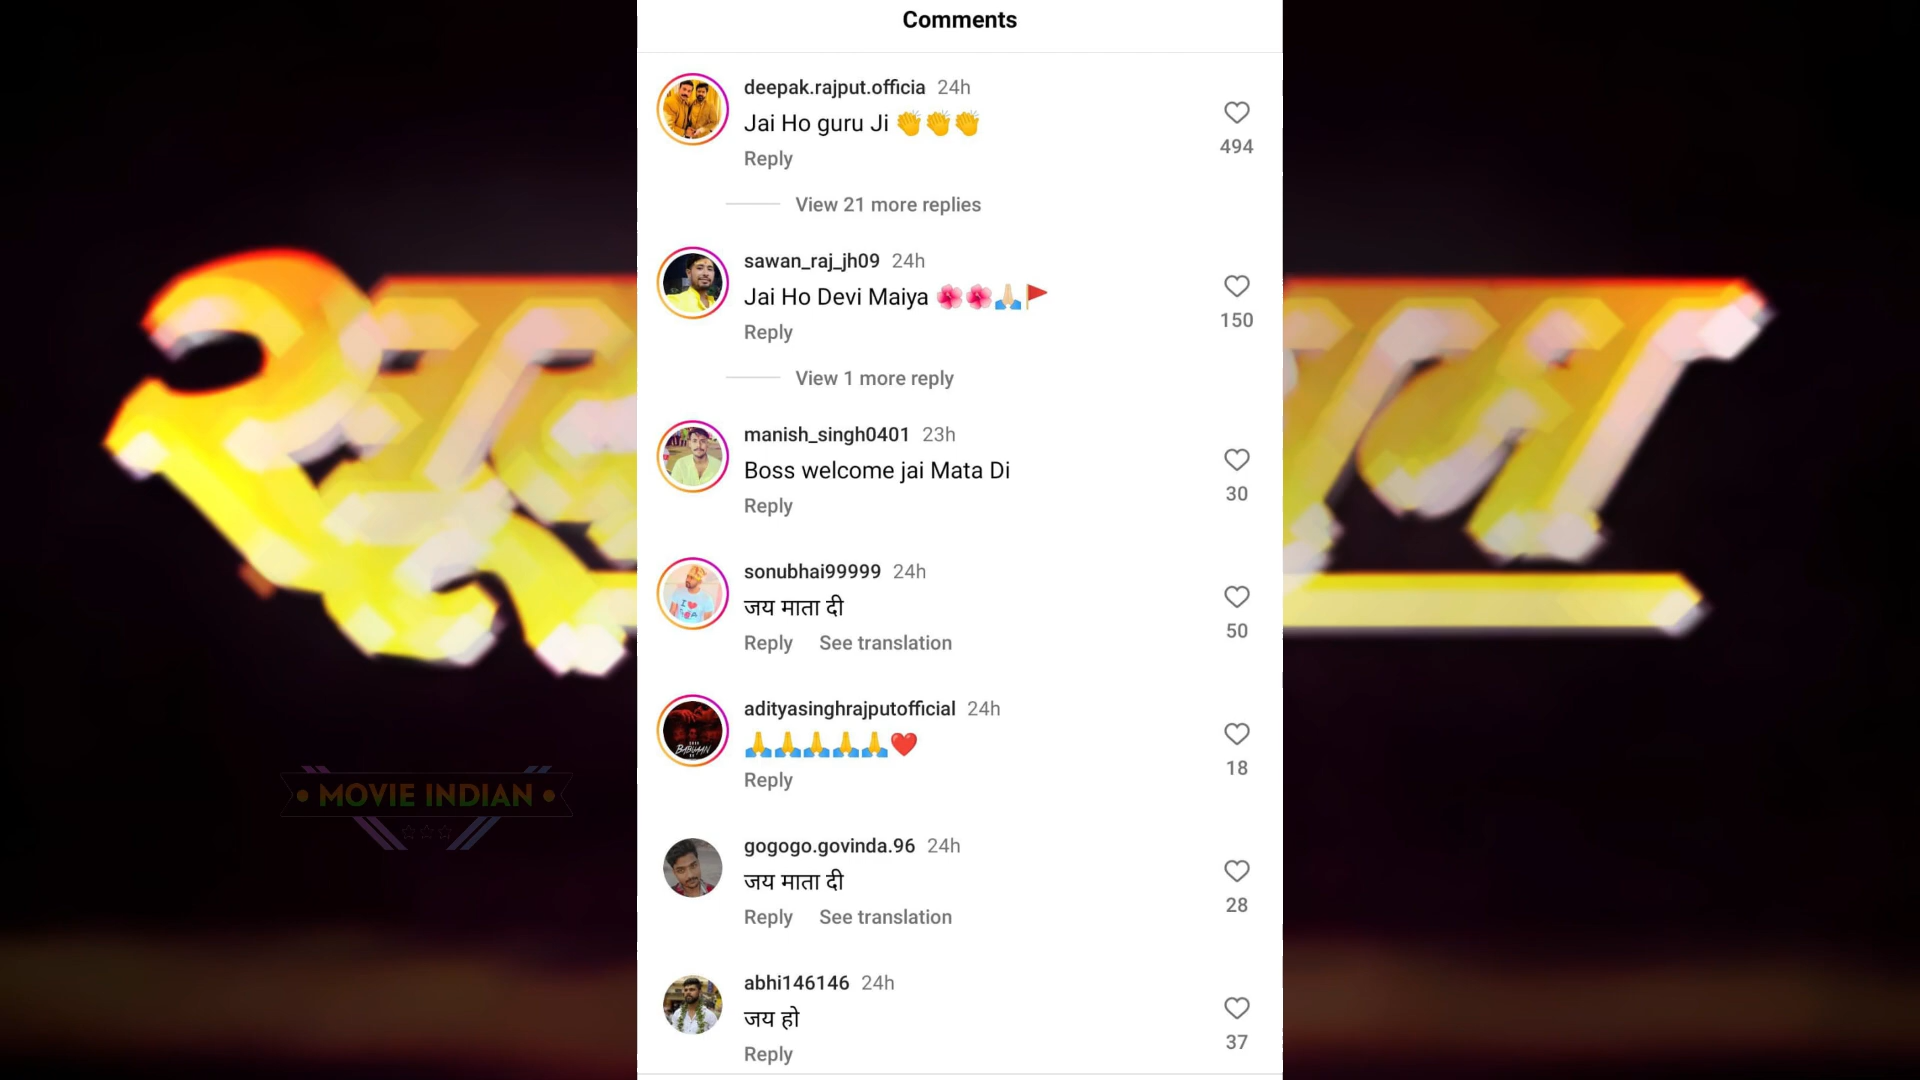 Comments
deepak.rajput.officia 24h
Jai Ho guru Ji 👏👏👏
494
Reply
View 21 more replies
sawan_raj_jh09 24h
Jai Ho Devi Maiya 🌺🌺🙏🏻🚩
150
Reply
View 1 more reply
manish_singh0401 23h
Boss welcome jai Mata Di
30
Reply
sonubhai99999 24h
जय माता दी
50
Reply See translation
adityasinghrajputofficial 24h
🙏🙏🙏🙏🙏❤️
18
Reply
gogogo.govinda.96 24h
जय माता दी
28
Reply See translation
abhi146146 24h
जय हो
37
Reply
MOVIE INDIAN